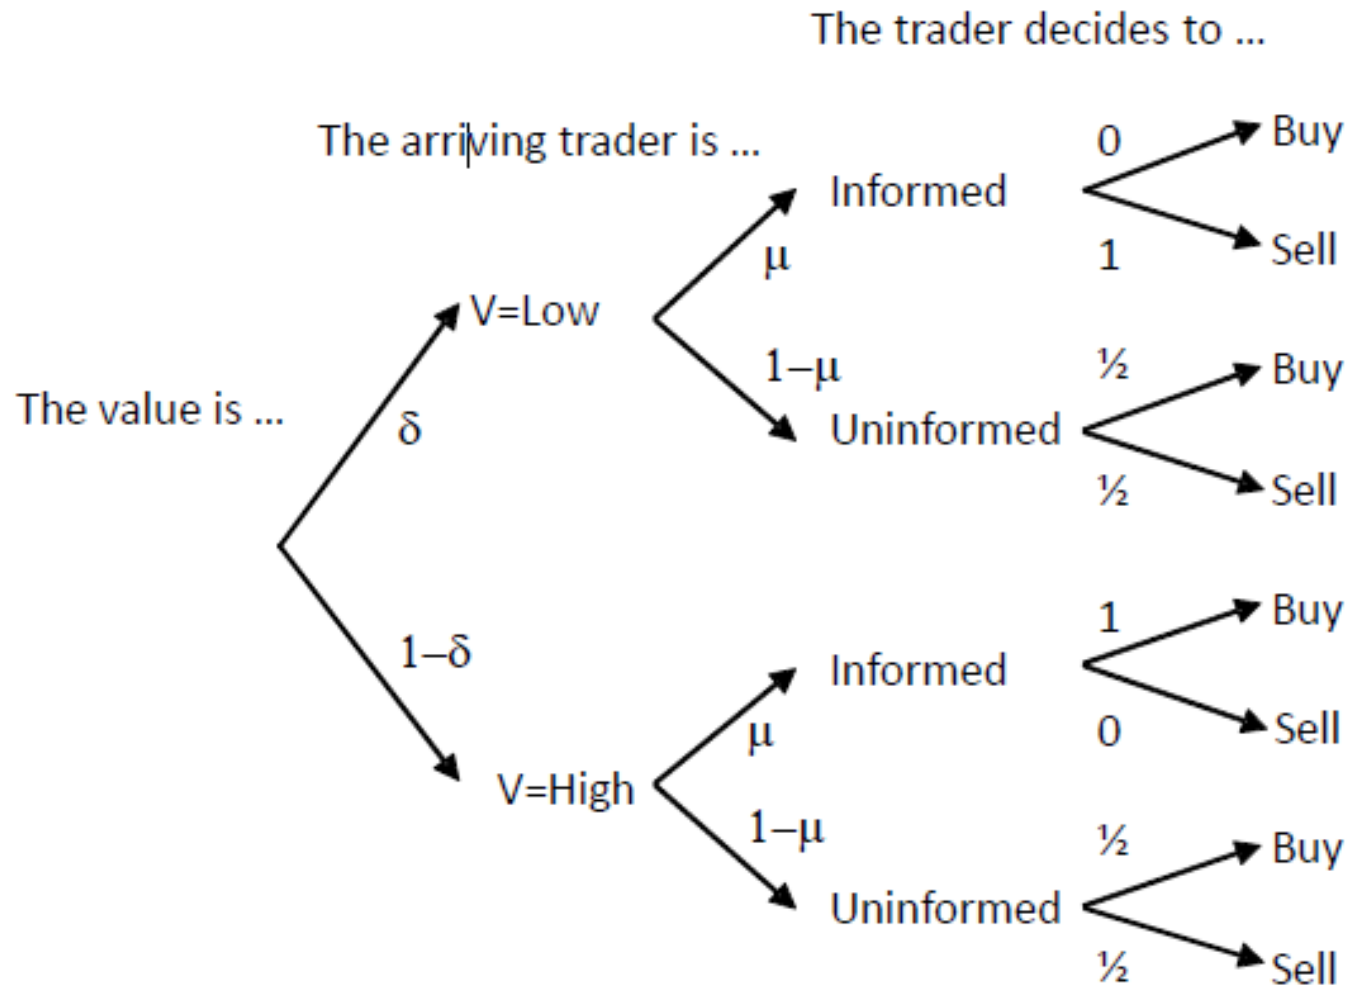 The trader decides to ...
The arriving trader is ...
0
Buy
Informed
μ
1
Sell
V=Low
1–μ
½
Buy
The value is ...
δ
Uninformed
½
Sell
1
Buy
1–δ
Informed
μ
0
Sell
V=High
1–μ
½
Buy
Uninformed
½
Sell